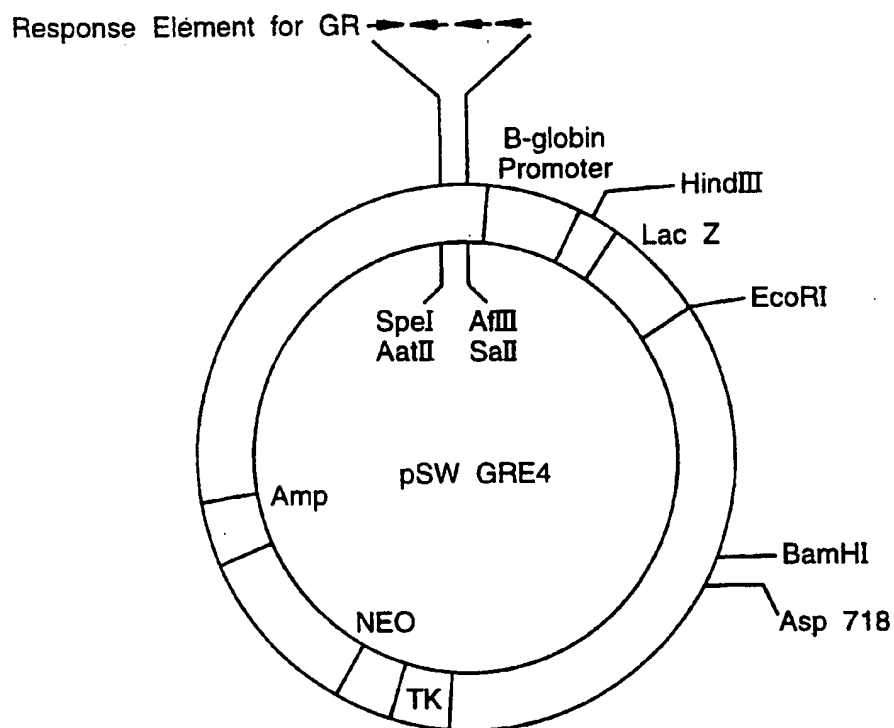 Response Element for GR
B-globin
Promoter
HindIII
Lac Z
EcoRI
SpeI
AatII
AflII
SalI
pSW GRE4
Amp
BamHI
Asp 718
NEO
TK